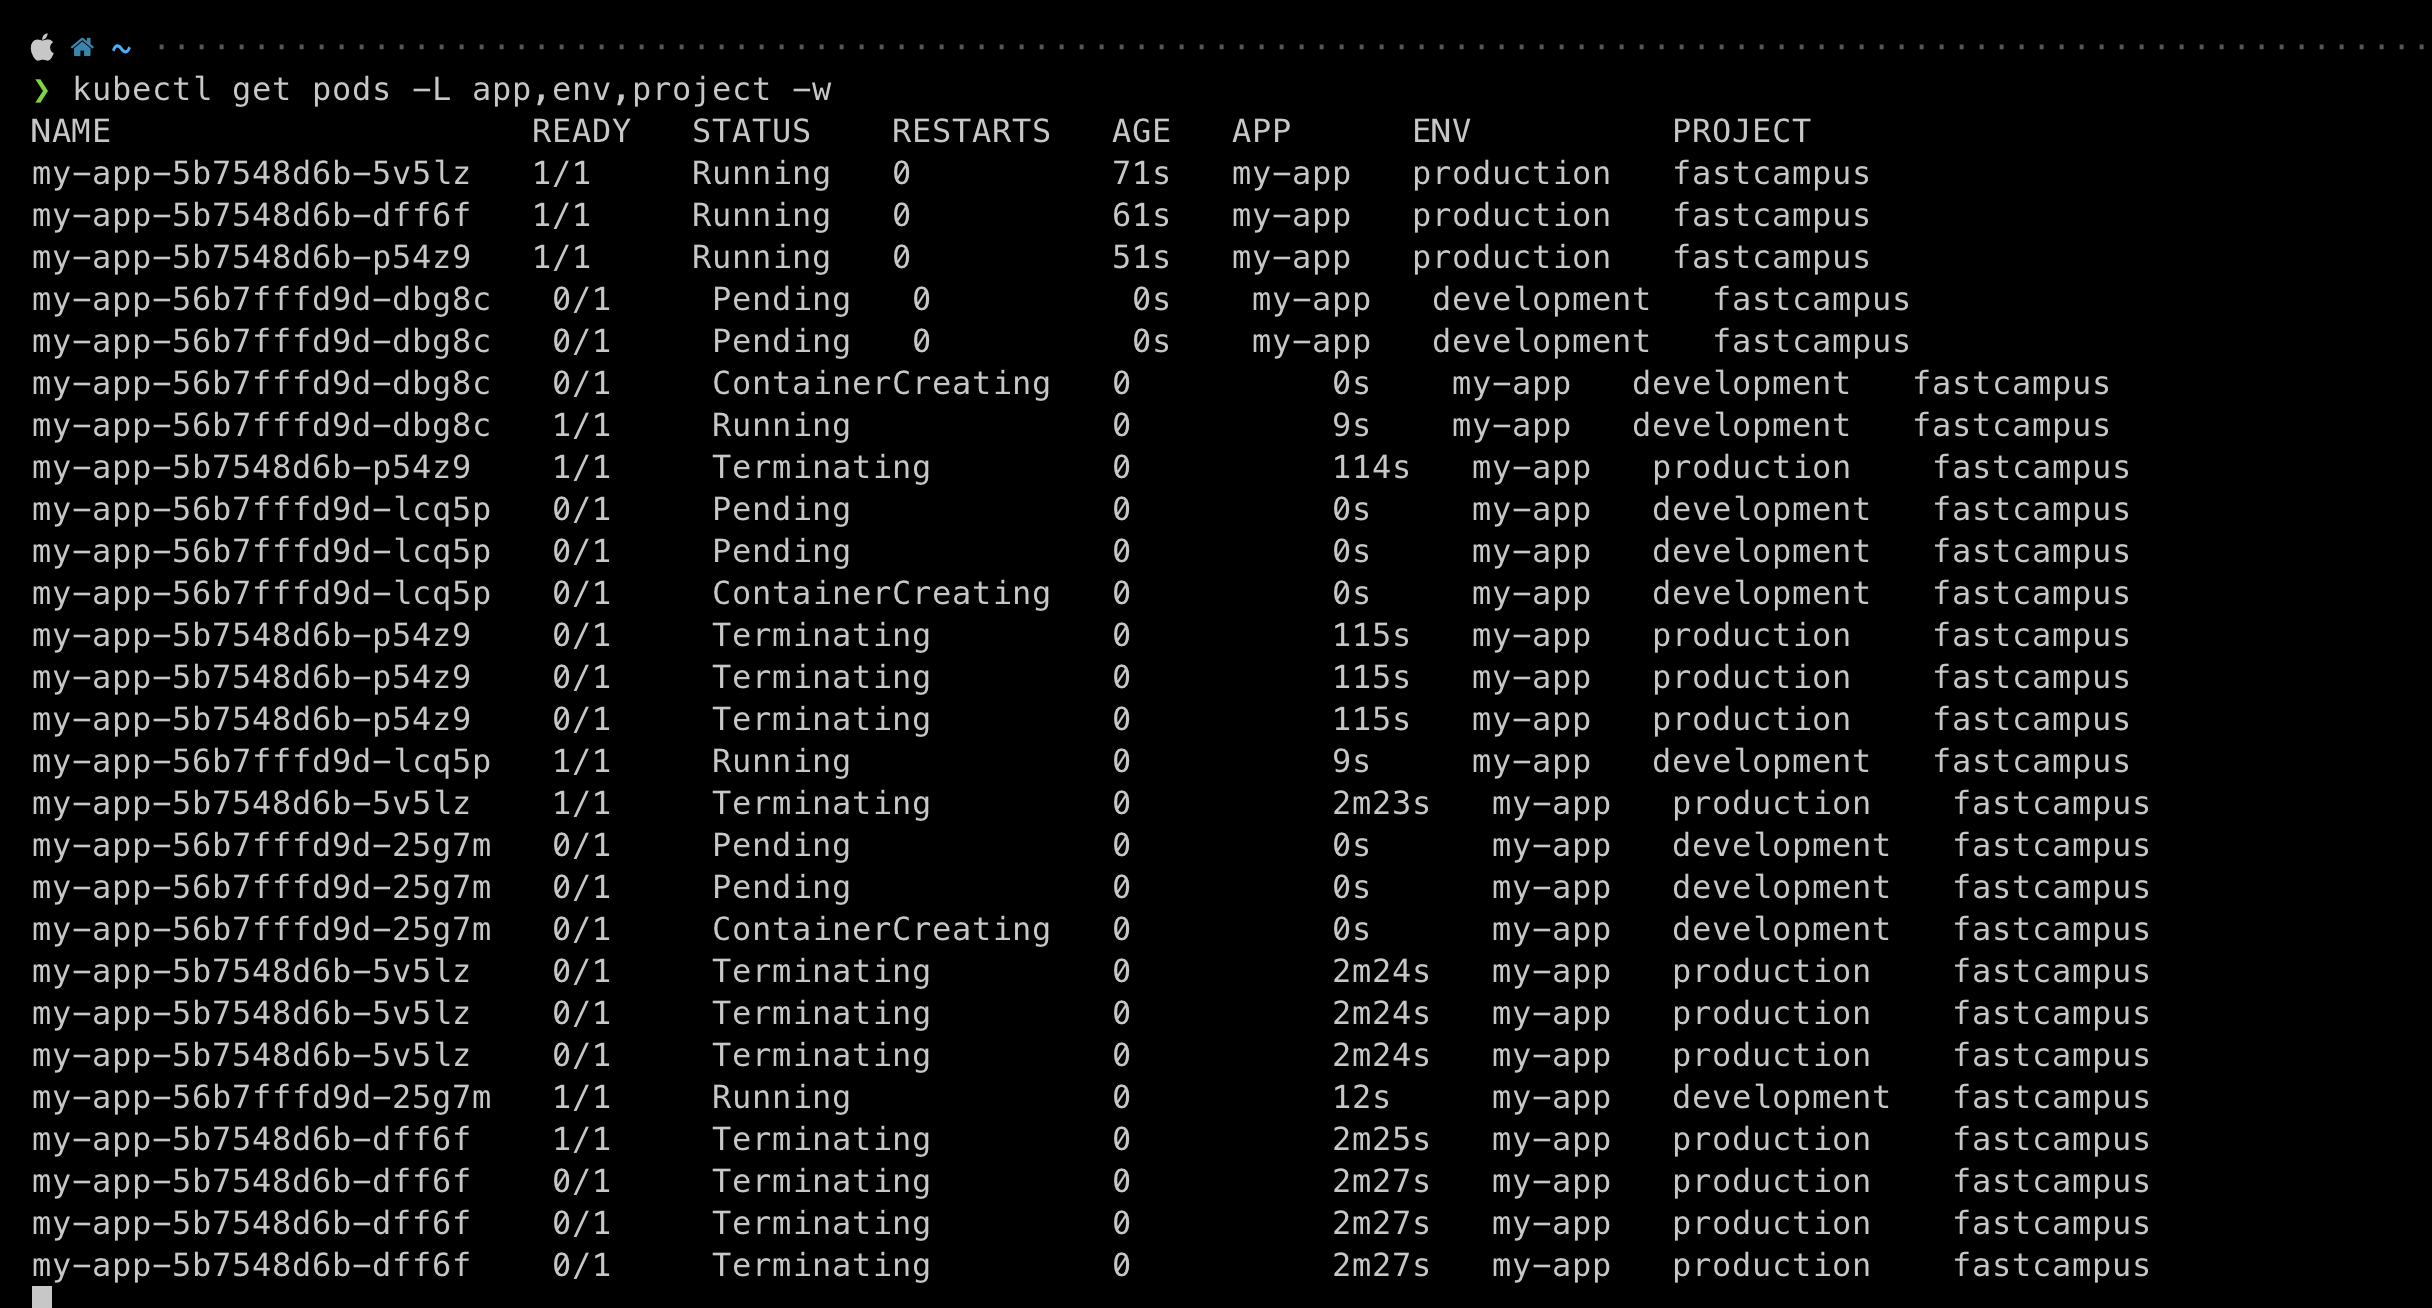 ~
❯ kubectl get pods -L app,env,project -w
NAME READY STATUS RESTARTS AGE APP ENV PROJECT
my-app-5b7548d6b-5v5lz 1/1 Running 0 71s my-app production fastcampus
my-app-5b7548d6b-dff6f 1/1 Running 0 61s my-app production fastcampus
my-app-5b7548d6b-p54z9 1/1 Running 0 51s my-app production fastcampus
my-app-56b7fffd9d-dbg8c 0/1 Pending 0 0s my-app development fastcampus
my-app-56b7fffd9d-dbg8c 0/1 Pending 0 0s my-app development fastcampus
my-app-56b7fffd9d-dbg8c 0/1 ContainerCreating 0 0s my-app development fastcampus
my-app-56b7fffd9d-dbg8c 1/1 Running 0 9s my-app development fastcampus
my-app-5b7548d6b-p54z9 1/1 Terminating 0 114s my-app production fastcampus
my-app-56b7fffd9d-lcq5p 0/1 Pending 0 0s my-app development fastcampus
my-app-56b7fffd9d-lcq5p 0/1 Pending 0 0s my-app development fastcampus
my-app-56b7fffd9d-lcq5p 0/1 ContainerCreating 0 0s my-app development fastcampus
my-app-5b7548d6b-p54z9 0/1 Terminating 0 115s my-app production fastcampus
my-app-5b7548d6b-p54z9 0/1 Terminating 0 115s my-app production fastcampus
my-app-5b7548d6b-p54z9 0/1 Terminating 0 115s my-app production fastcampus
my-app-56b7fffd9d-lcq5p 1/1 Running 0 9s my-app development fastcampus
my-app-5b7548d6b-5v5lz 1/1 Terminating 0 2m23s my-app production fastcampus
my-app-56b7fffd9d-25g7m 0/1 Pending 0 0s my-app development fastcampus
my-app-56b7fffd9d-25g7m 0/1 Pending 0 0s my-app development fastcampus
my-app-56b7fffd9d-25g7m 0/1 ContainerCreating 0 0s my-app development fastcampus
my-app-5b7548d6b-5v5lz 0/1 Terminating 0 2m24s my-app production fastcampus
my-app-5b7548d6b-5v5lz 0/1 Terminating 0 2m24s my-app production fastcampus
my-app-5b7548d6b-5v5lz 0/1 Terminating 0 2m24s my-app production fastcampus
my-app-56b7fffd9d-25g7m 1/1 Running 0 12s my-app development fastcampus
my-app-5b7548d6b-dff6f 1/1 Terminating 0 2m25s my-app production fastcampus
my-app-5b7548d6b-dff6f 0/1 Terminating 0 2m27s my-app production fastcampus
my-app-5b7548d6b-dff6f 0/1 Terminating 0 2m27s my-app production fastcampus
my-app-5b7548d6b-dff6f 0/1 Terminating 0 2m27s my-app production fastcampus